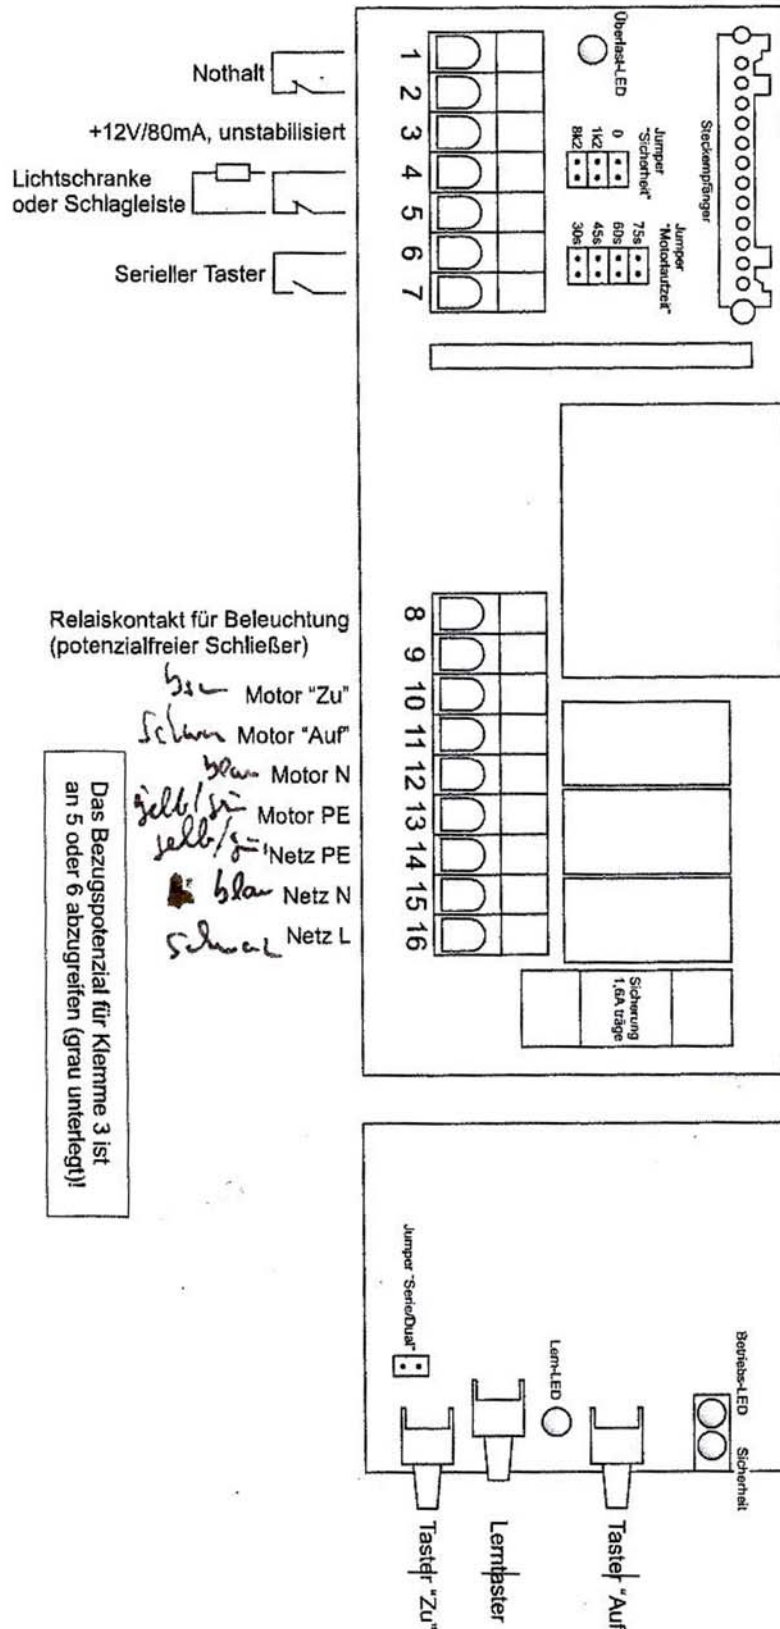 Nothalt
+12V/80mA, unstabilisiert
Lichtschranke
oder Schlagleiste
Serieller Taster
1
2
3
4
5
6
7
Überlast-LED
Jumper
"Sicherheit"
0
1k2
8k2
Jumper
"Motorlaufzeit"
75s
60s
45s
30s
Steckempfänger
Relaiskontakt für Beleuchtung
(potenzialfreier Schließer)
Motor "Zu"
Motor "Auf"
blau Motor N
gelb/ Motor PE
gelb/ Netz PE
blau Netz N
Schwarz Netz L
8
9
10
11
12
13
14
15
16
Sicherung
1,6A träge
Das Bezugspotenzial für Klemme 3 ist
an 5 oder 6 abzugreifen (grau unterlegt)!
Jumper "Serie/Dual"
Lern-LED
Betriebs-LED
Sicherheit
Taster "Zu"
Lerntaster
Taster "Auf